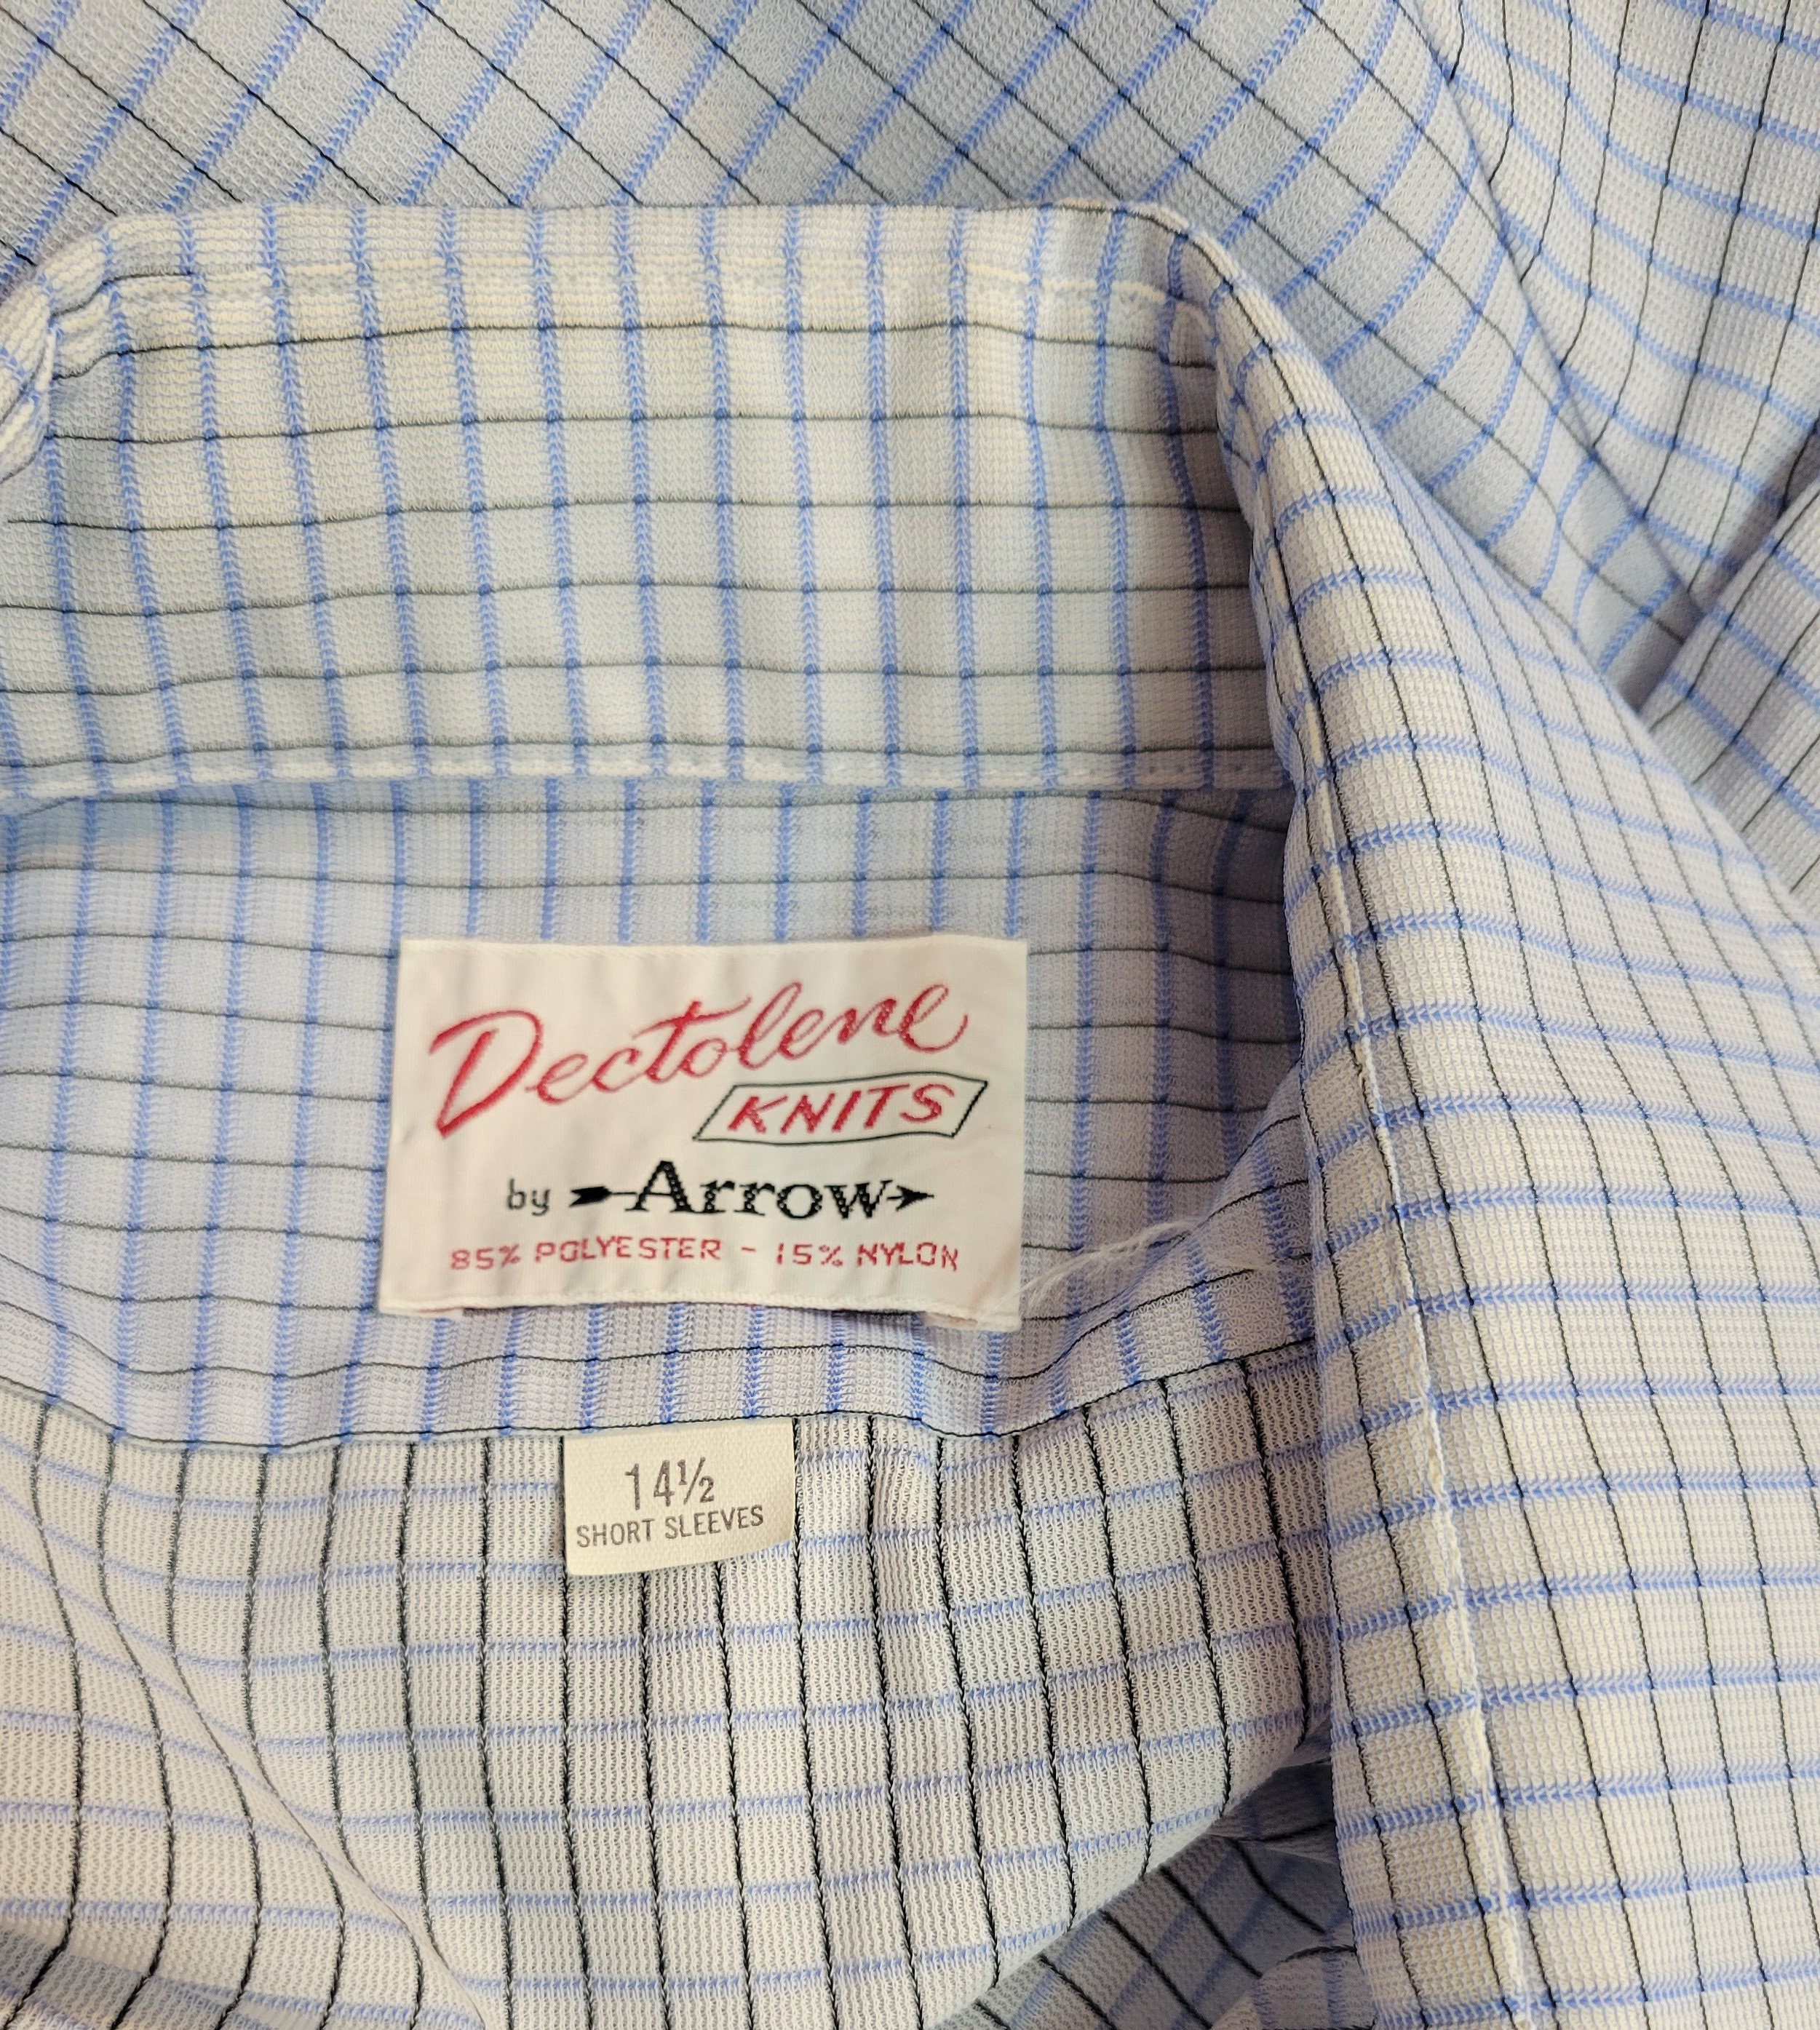 Dectolene
KNITS
by Arrow
85% POLYESTER - 15% NYLON
14½
SHORT SLEEVES